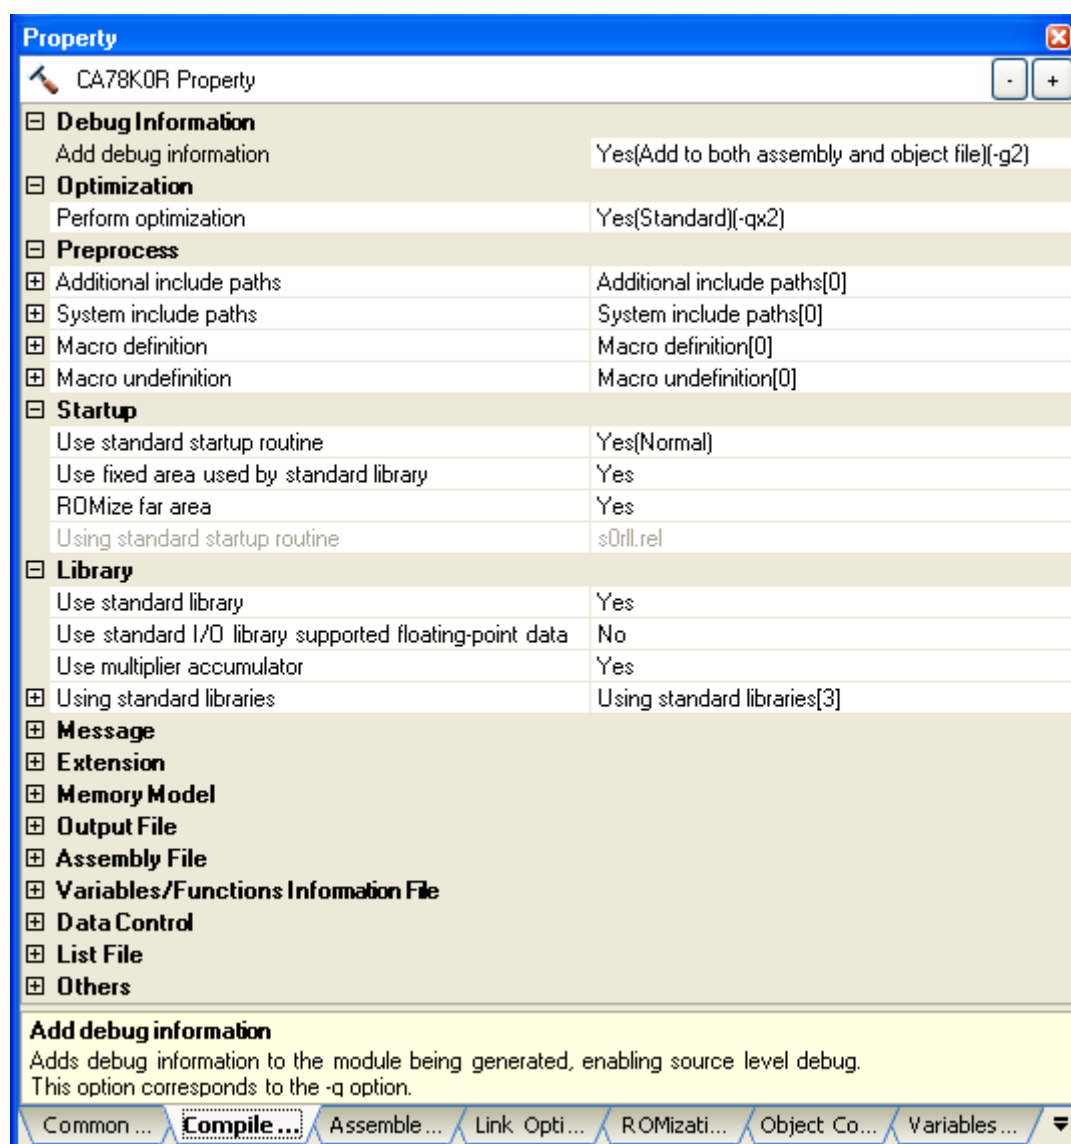 Property
CA78K0R Property
- +
Debug Information
Add debug information Yes(Add to both assembly and object file)(-g2)
Optimization
Perform optimization Yes(Standard)(-qx2)
Preprocess
Additional include paths Additional include paths[0]
System include paths System include paths[0]
Macro definition Macro definition[0]
Macro undefinition Macro undefinition[0]
Startup
Use standard startup routine Yes(Normal)
Use fixed area used by standard library Yes
ROMize far area Yes
Using standard startup routine s0rll.rel
Library
Use standard library Yes
Use standard I/O library supported floating-point data No
Use multiplier accumulator Yes
Using standard libraries Using standard libraries[3]
Message
Extension
Memory Model
Output File
Assembly File
Variables/Functions Information File
Data Control
List File
Others
Add debug information
Adds debug information to the module being generated, enabling source level debug.
This option corresponds to the -g option.
Common ... Compile ... Assemble ... Link Opti... ROMizati... Object Co... Variables ...